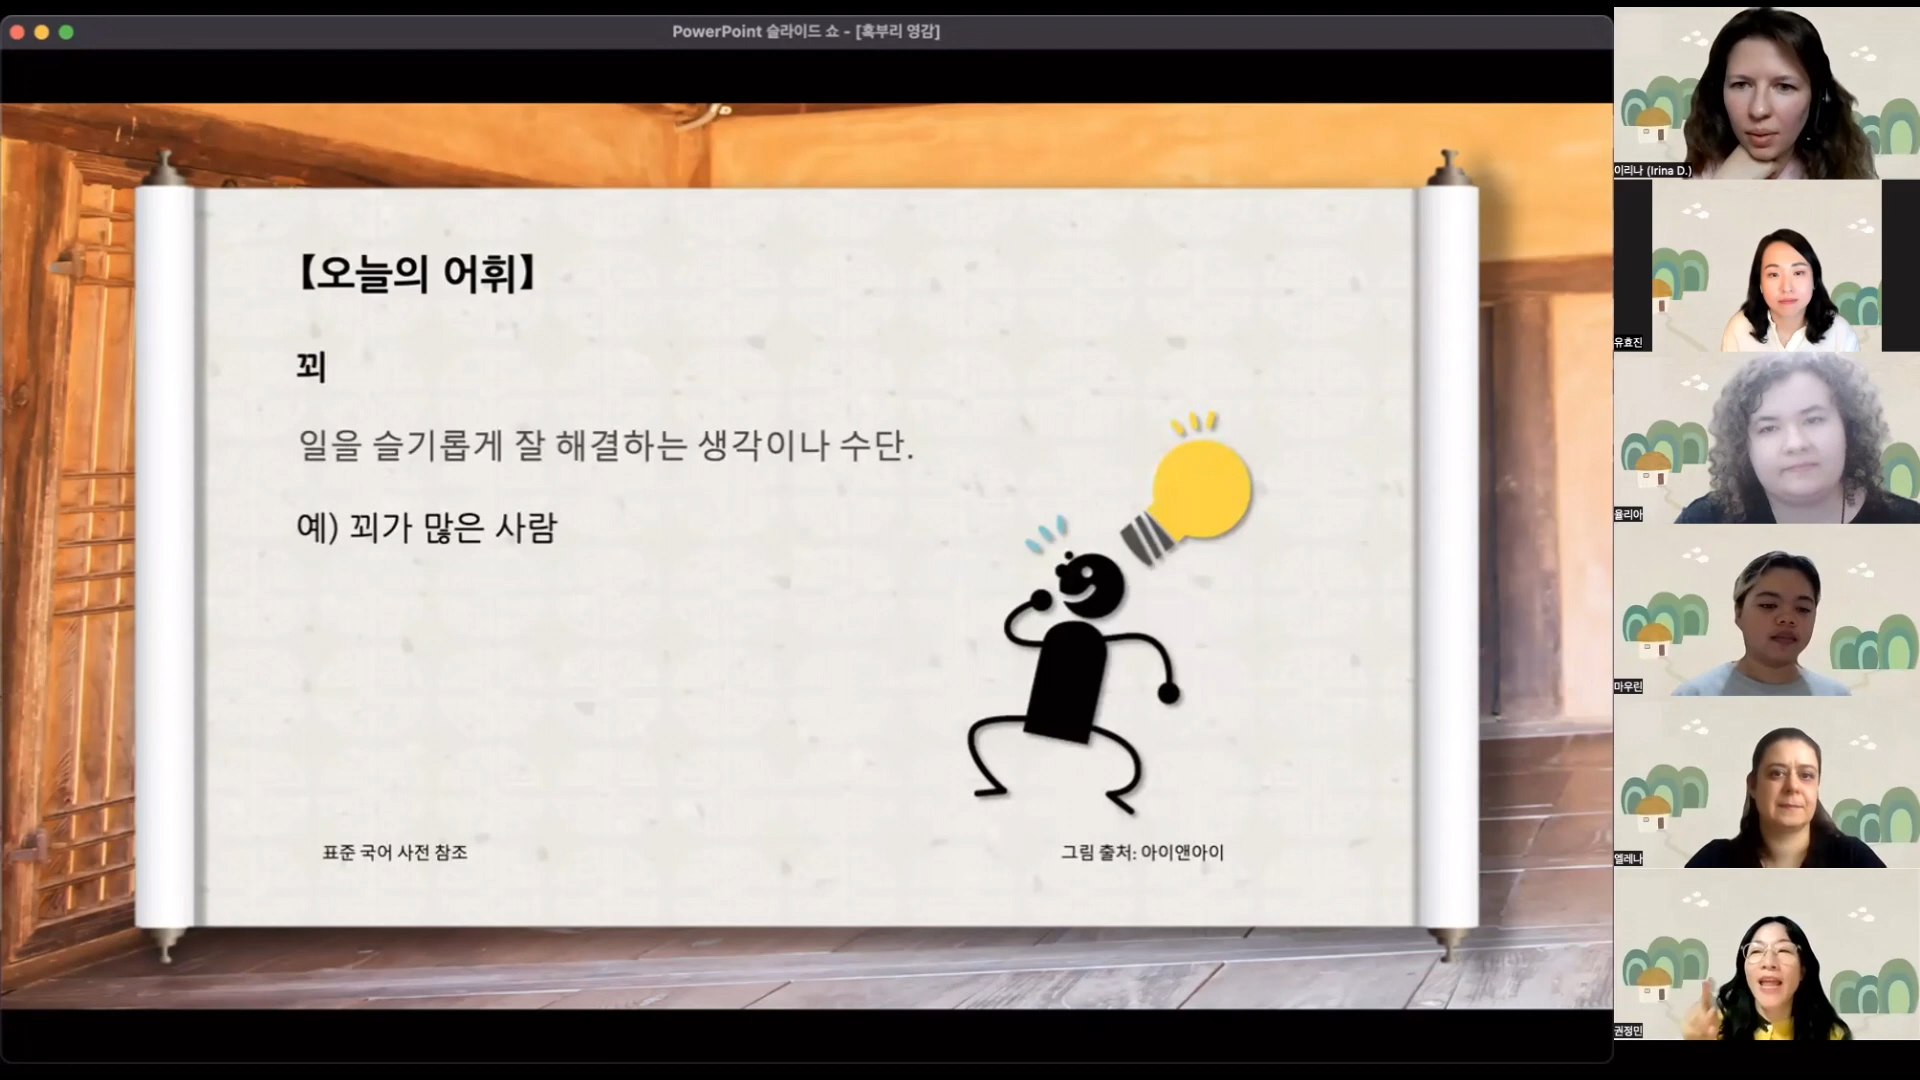 PowerPoint 슬라이드 쇼 - [혹부리 영감]
【오늘의 어휘】
꾀
일을 슬기롭게 잘 해결하는 생각이나 수단.
예) 꾀가 많은 사람
표준 국어 사전 참조
그림 출처: 아이앤아이
이리나 (Irina D.)
유효진
율리아
마우린
엘레나
권정민